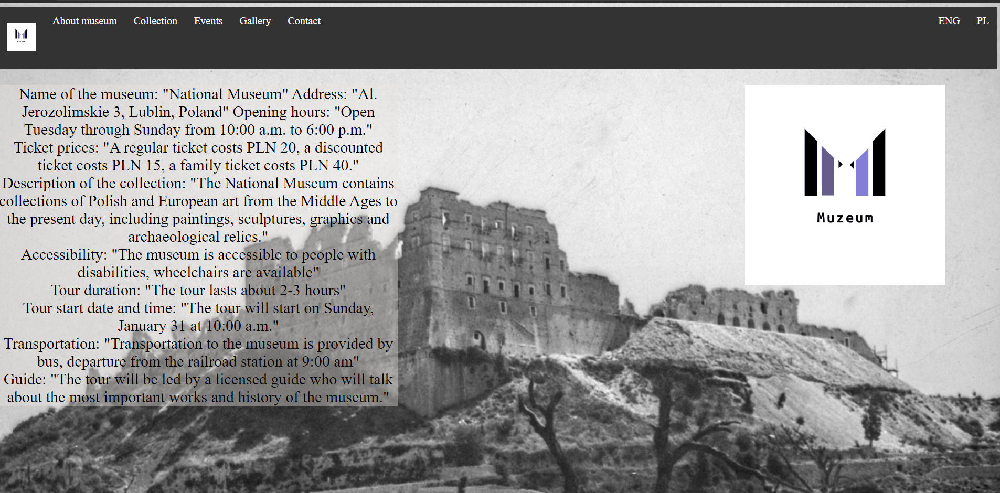 About museum Collection Events Gallery Contact ENG PL
Muzeum
Name of the museum: "National Museum" Address: "Al.
Jerozolimskie 3, Lublin, Poland" Opening hours: "Open
Tuesday through Sunday from 10:00 a.m. to 6:00 p.m."
Ticket prices: "A regular ticket costs PLN 20, a discounted
ticket costs PLN 15, a family ticket costs PLN 40."
Description of the collection: "The National Museum contains
collections of Polish and European art from the Middle Ages to
the present day, including paintings, sculptures, graphics and
archaeological relics."
Accessibility: "The museum is accessible to people with
disabilities, wheelchairs are available"
Tour duration: "The tour lasts about 2-3 hours"
Tour start date and time: "The tour will start on Sunday,
January 31 at 10:00 a.m."
Transportation: "Transportation to the museum is provided by
bus, departure from the railroad station at 9:00 am"
Guide: "The tour will be led by a licensed guide who will talk
about the most important works and history of the museum."
Muzeum